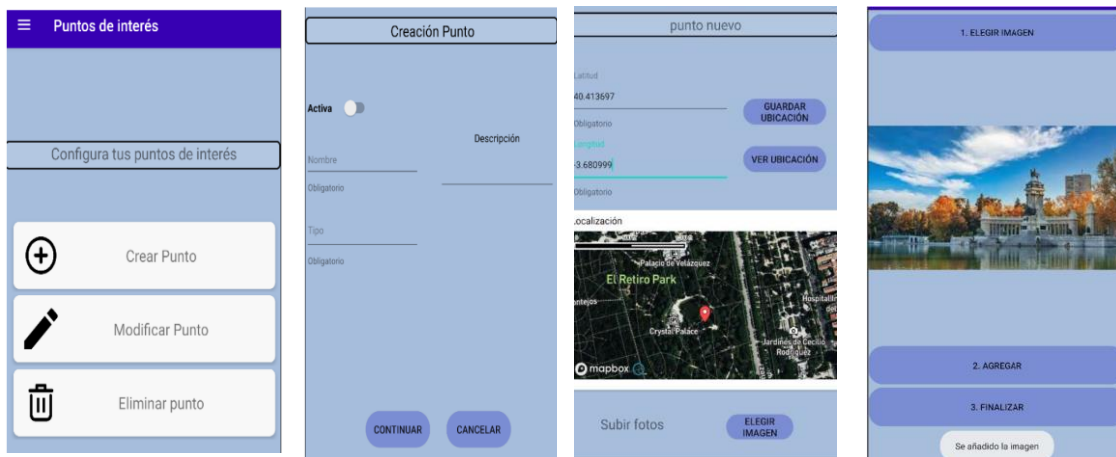 Puntos de interés
Configura tus puntos de interés
Crear Punto
Modificar Punto
Eliminar punto
Creación Punto
Activa
Descripción
Nombre
Obligatorio
Tipo
Obligatorio
CONTINUAR
CANCELAR
punto nuevo
Latitud
40.413697
Obligatorio
GUARDAR
UBICACIÓN
Longitud
-3.680999
VER UBICACIÓN
Obligatorio
Localización
Palacio de Velázquez
El Retiro Park
Crystal Palace
Jardines de Cecilio
Rodríguez
mapbox
Subir fotos
ELEGIR
IMAGEN
1. ELEGIR IMAGEN
2. AGREGAR
3. FINALIZAR
Se añadido la imagen